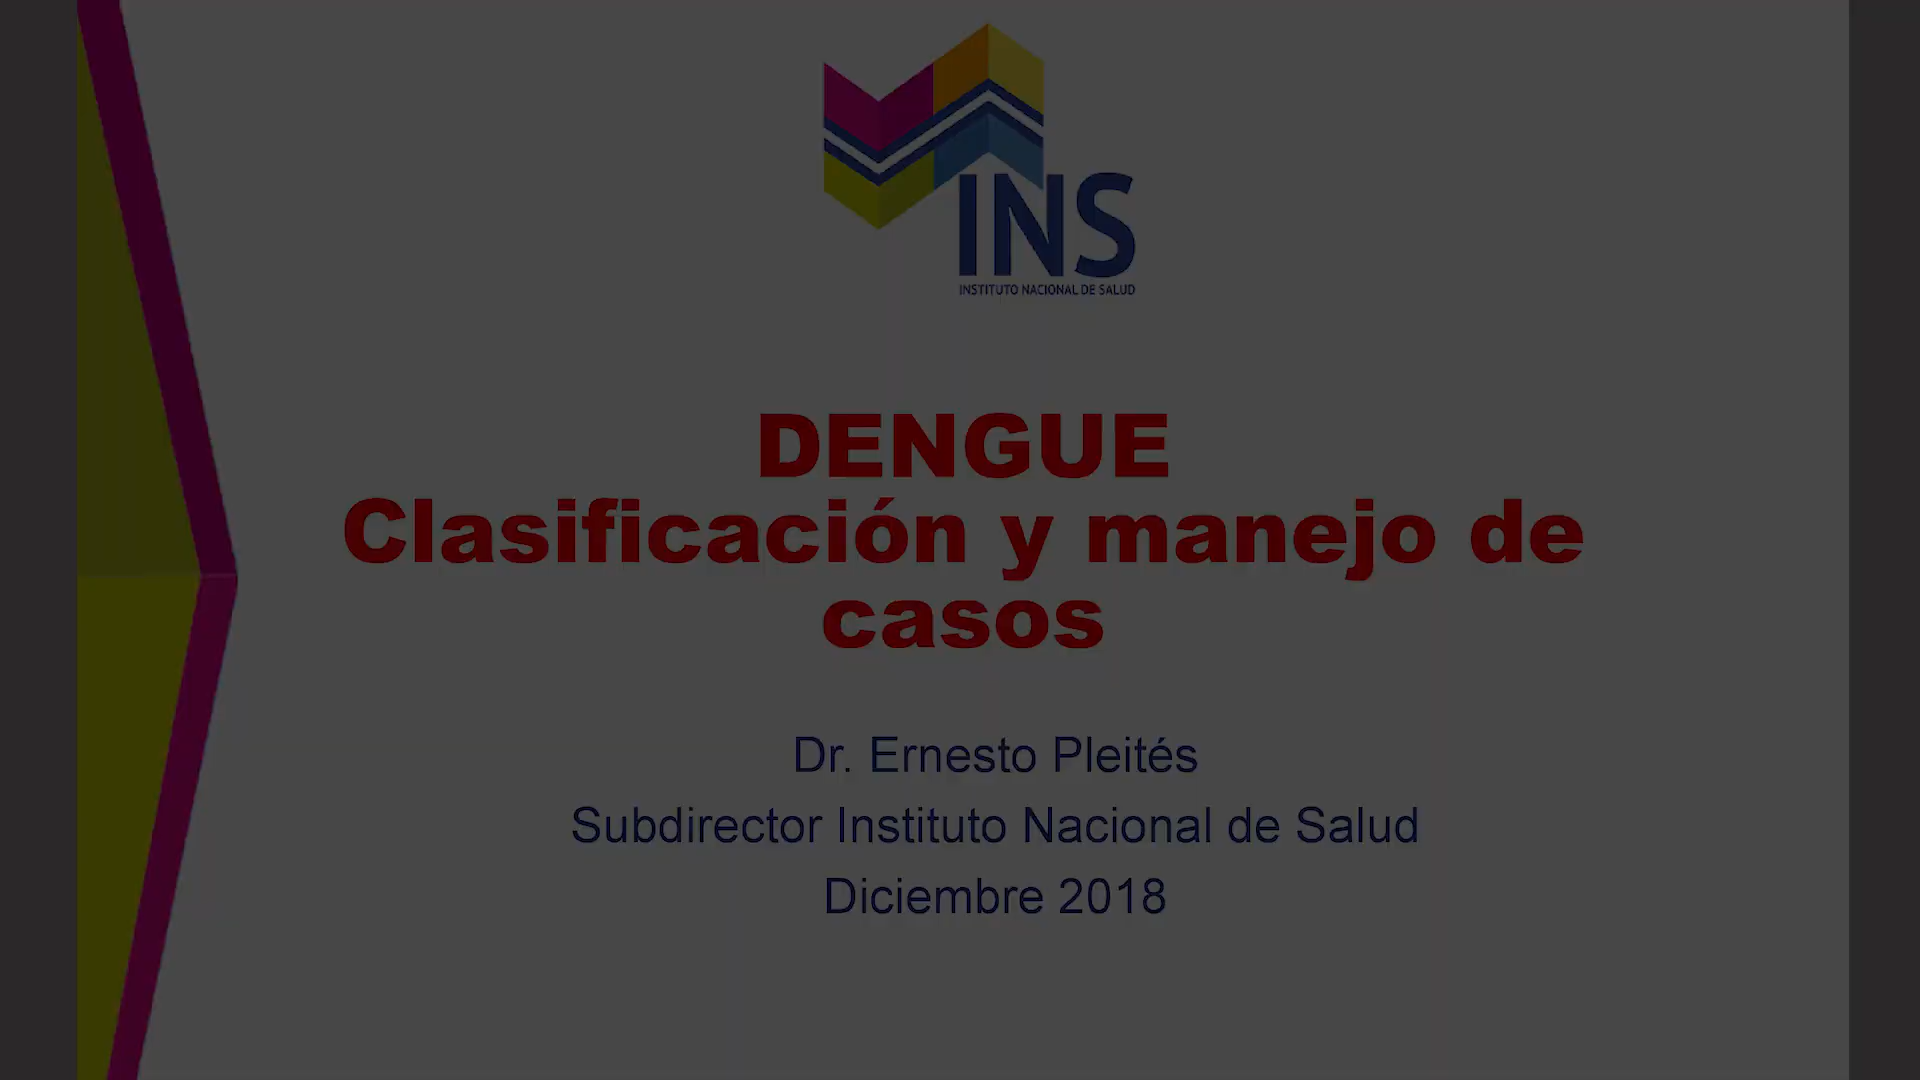 INS
INSTITUTO NACIONAL DE SALUD
DENGUE
Clasificación y manejo de
casos
Dr. Ernesto Pleités
Subdirector Instituto Nacional de Salud
Diciembre 2018